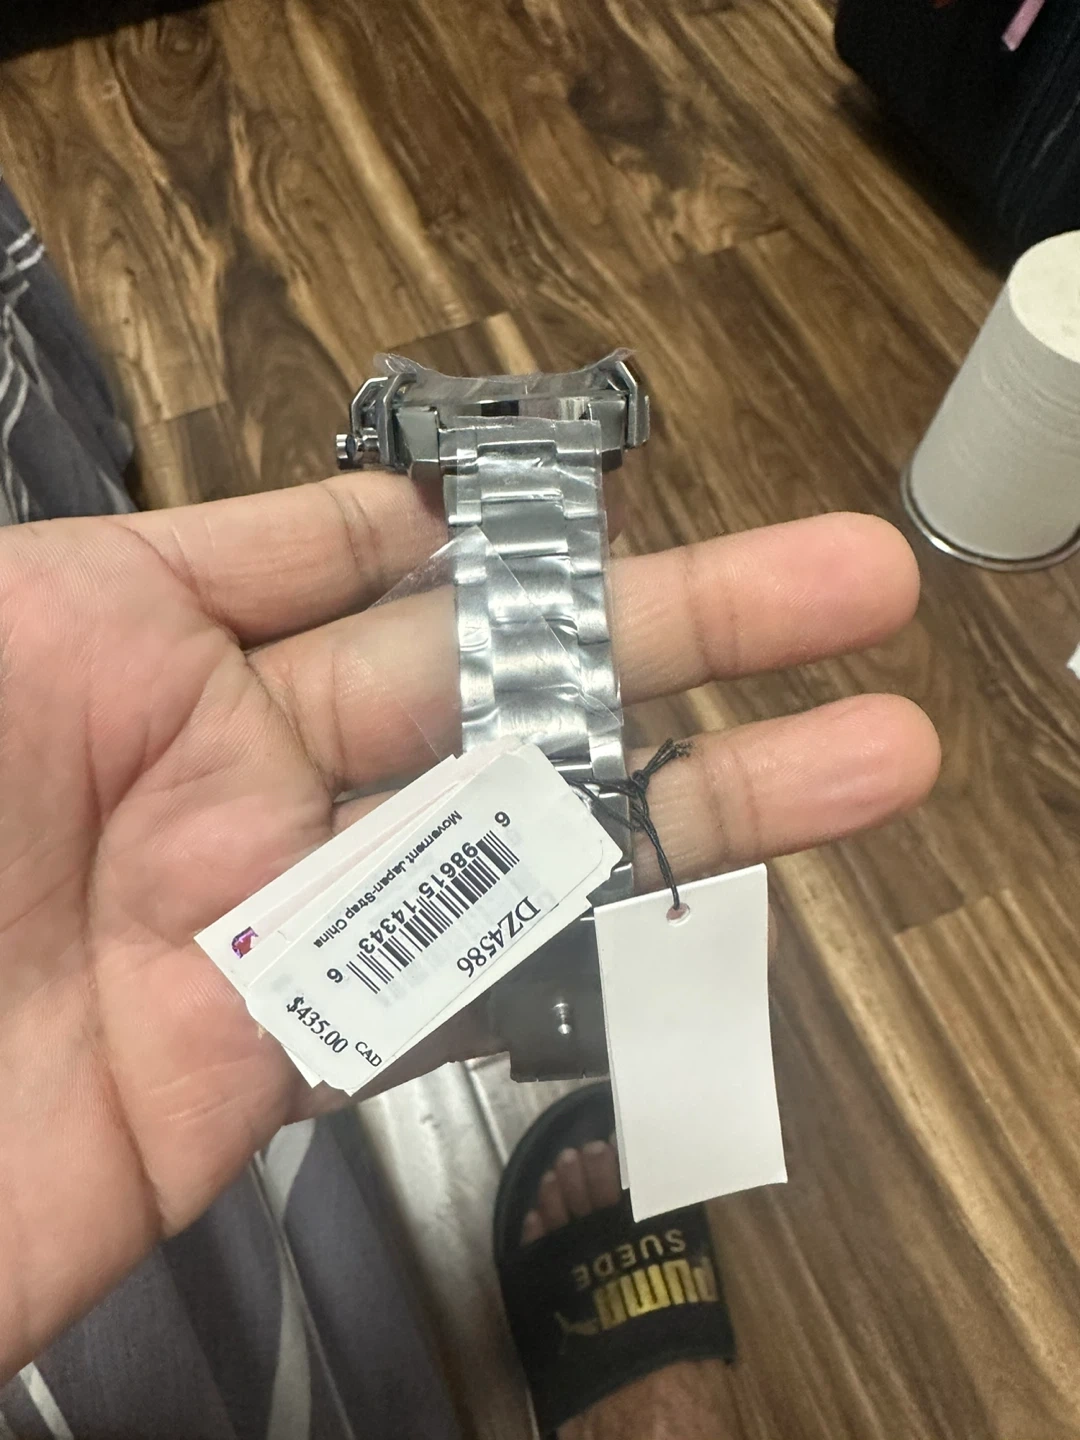 Movement Japan-Strap China
6 98615 14343 6
DZ4586
$435.00 CAD
PUMA
SUEDE